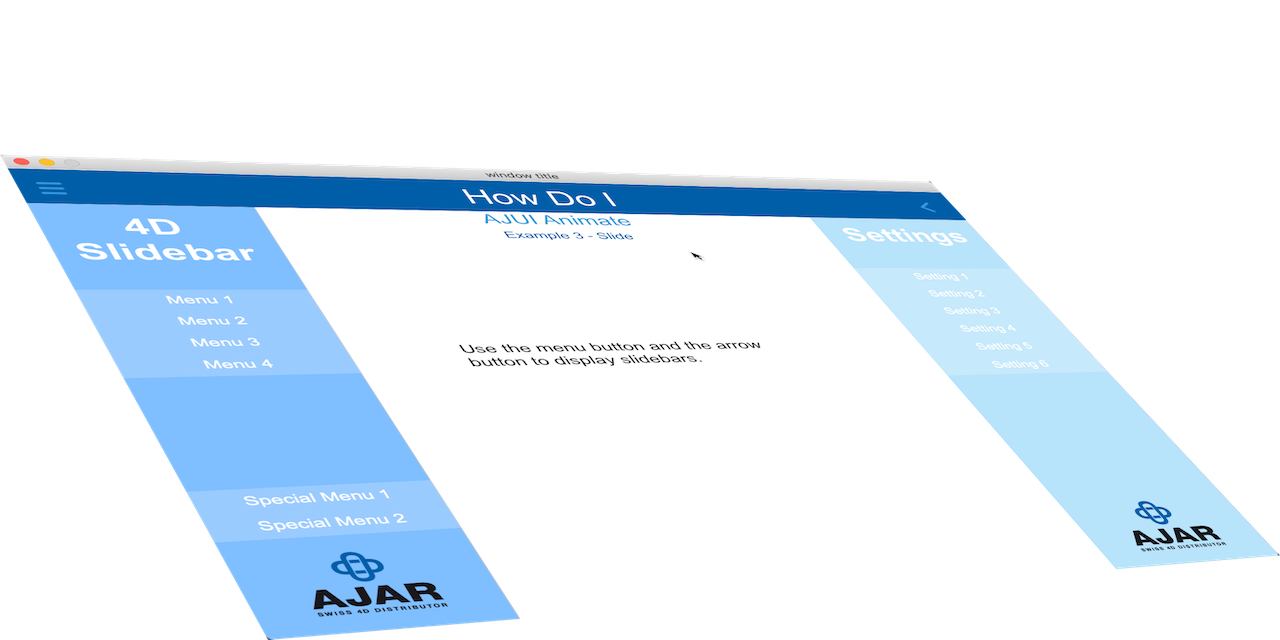 window title
How Do I
4D
Slidebar
Menu 1
Menu 2
Menu 3
Menu 4
Special Menu 1
Special Menu 2
AJAR
SWISS 4D DISTRIBUTOR
AJUI Animate
Example 3 - Slide
Use the menu button and the arrow
button to display slidebars.
Settings
Setting 1
Setting 2
Setting 3
Setting 4
Setting 5
Setting 6
AJAR
SWISS 4D DISTRIBUTOR